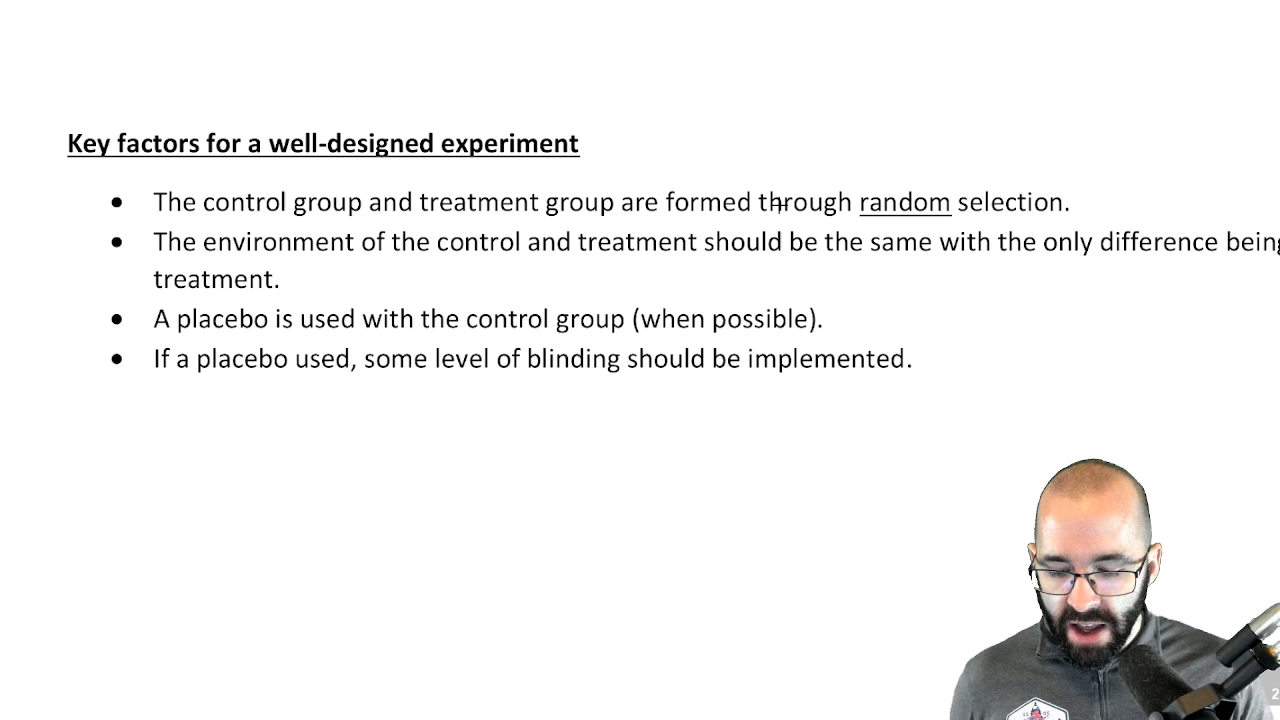 Key factors for a well-designed experiment
• The control group and treatment group are formed through random selection.
• The environment of the control and treatment should be the same with the only difference being
treatment.
• A placebo is used with the control group (when possible).
• If a placebo used, some level of blinding should be implemented.
2